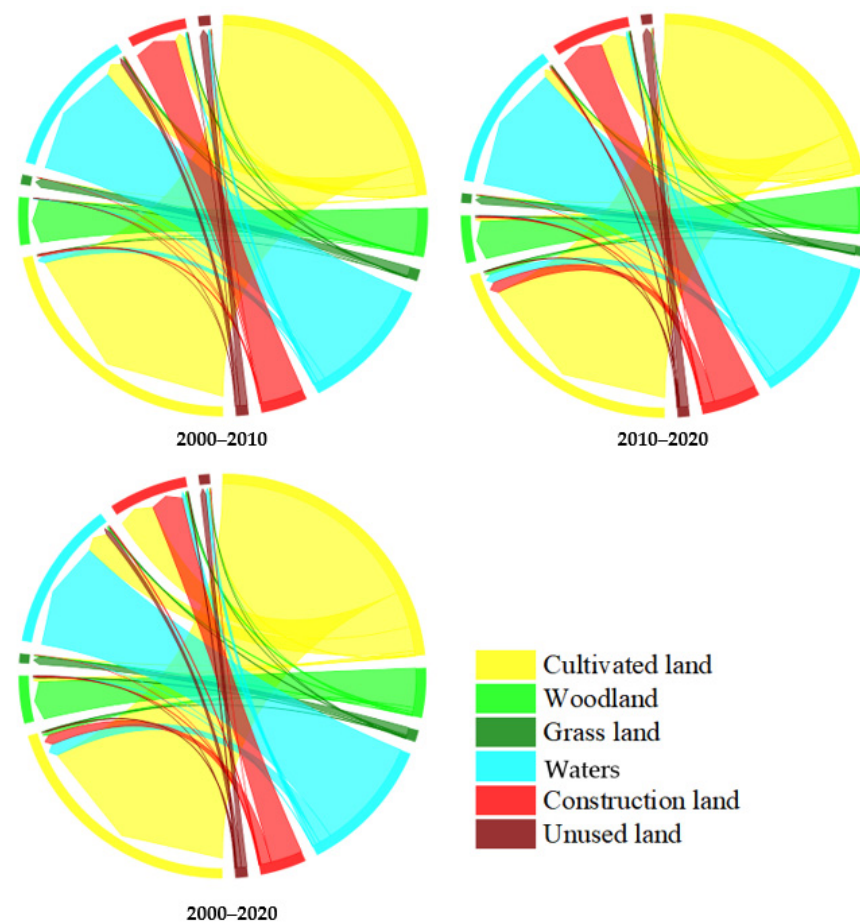 2000–2010
2010–2020
2000–2020
Cultivated land
Woodland
Grass land
Waters
Construction land
Unused land